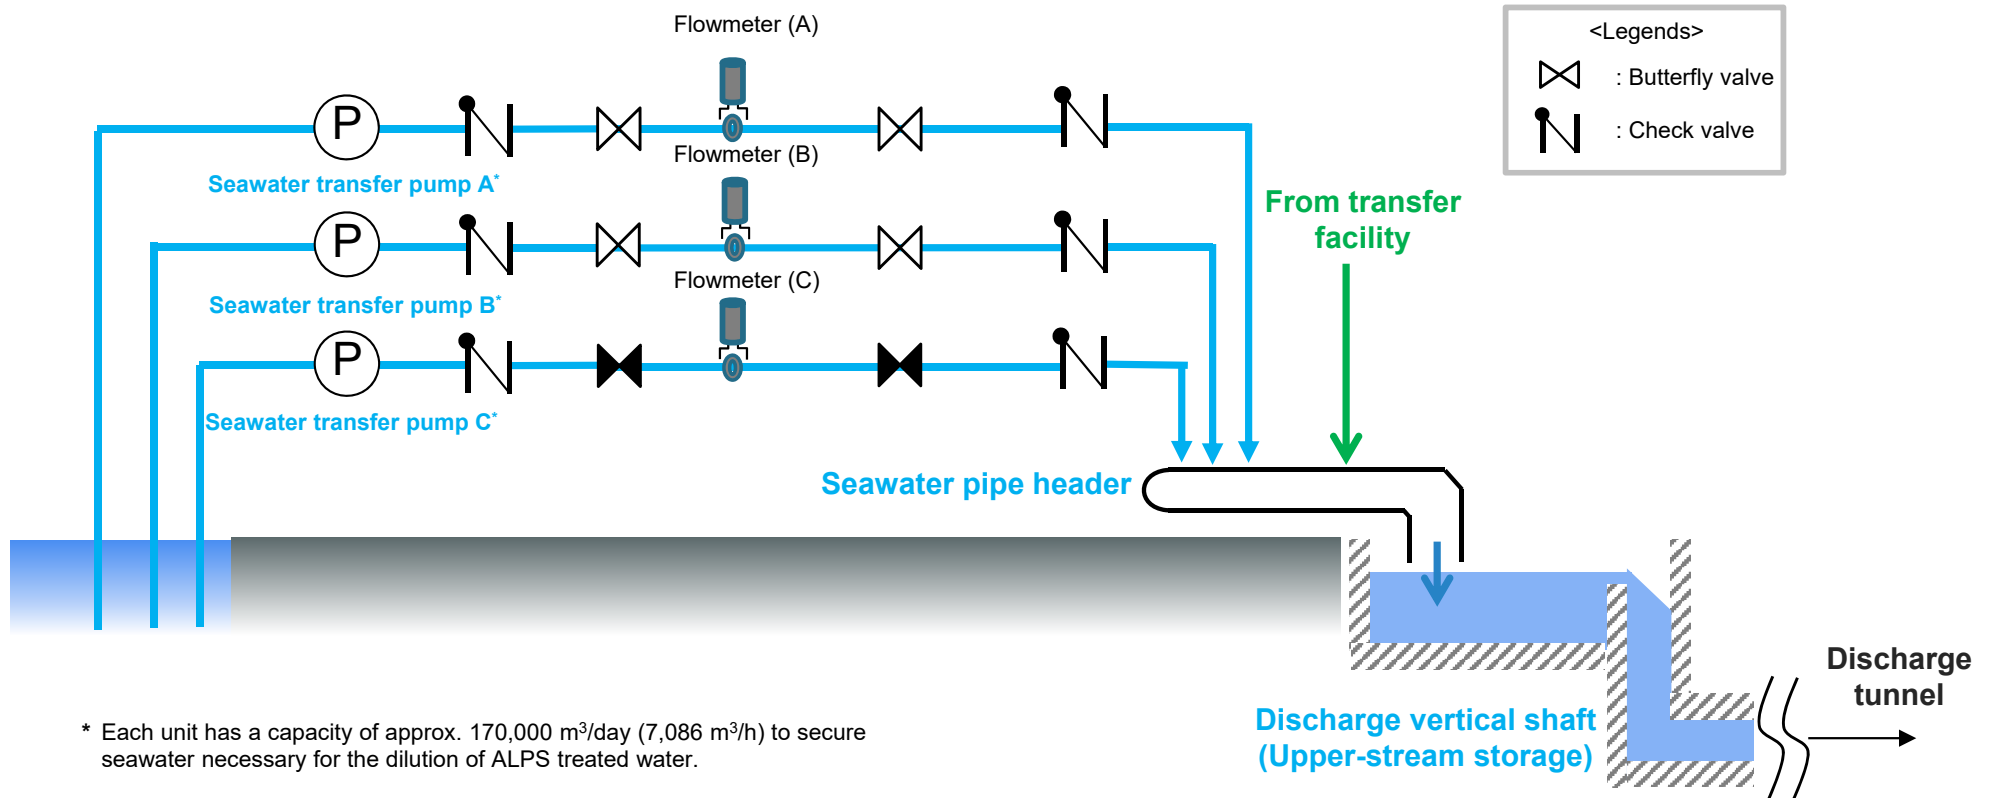 Flowmeter (A)
<Legends>
: Butterfly valve
: Check valve
P
Seawater transfer pump A*
Flowmeter (B)
P
Seawater transfer pump B*
Flowmeter (C)
P
Seawater transfer pump C*
From transfer
facility
Seawater pipe header
Discharge vertical shaft
(Upper-stream storage)
Discharge
tunnel
* Each unit has a capacity of approx. 170,000 m³/day (7,086 m³/h) to secure
seawater necessary for the dilution of ALPS treated water.